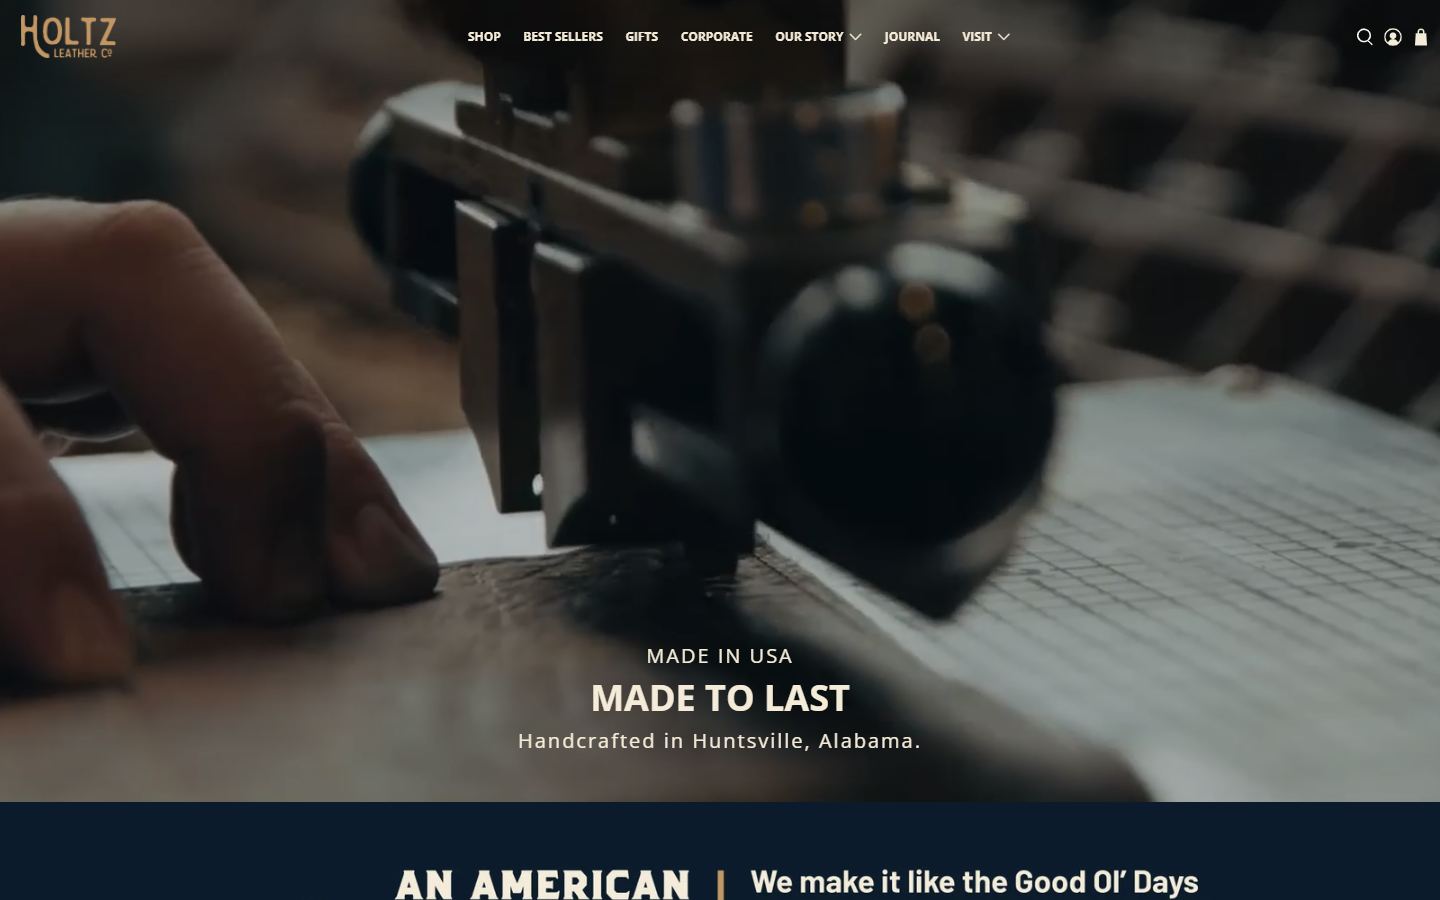 HOLTZ
LEATHER Co
SHOP BEST SELLERS GIFTS CORPORATE OUR STORY JOURNAL VISIT
MADE IN USA
MADE TO LAST
Handcrafted in Huntsville, Alabama.
AN AMERICAN
We make it like the Good Ol’ Days